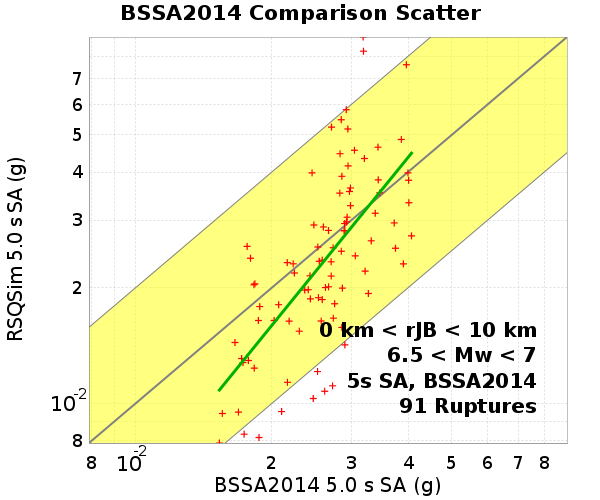 BSSA2014 Comparison Scatter
RSQSim 5.0 s SA (g)
7
6
5
4
3
2
10-2
8
0 km < rJB < 10 km
6.5 < Mw < 7
5s SA, BSSA2014
91 Ruptures
8 10-2 2 3 4 5 6 7 8
BSSA2014 5.0 s SA (g)